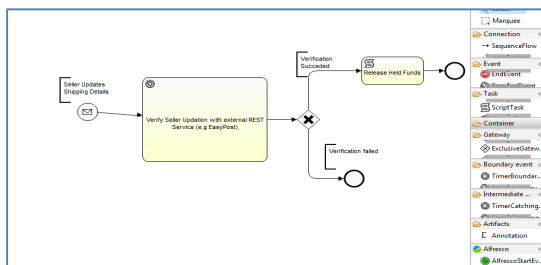 Seller Updates
Shipping Details
Verify Seller Updation with external REST
Service (e.g EasyPost)
Verification
Succeded
Release Held Funds
Verification failed
Marquee
Connection
SequenceFlow
Event
EndEvent
Task
ScriptTask
Container
Gateway
ExclusiveGatew...
Boundary event
TimerBoundar...
Intermediate ...
TimerCatching...
Artifacts
Annotation
Alfresco
AlfrescoStartEv...